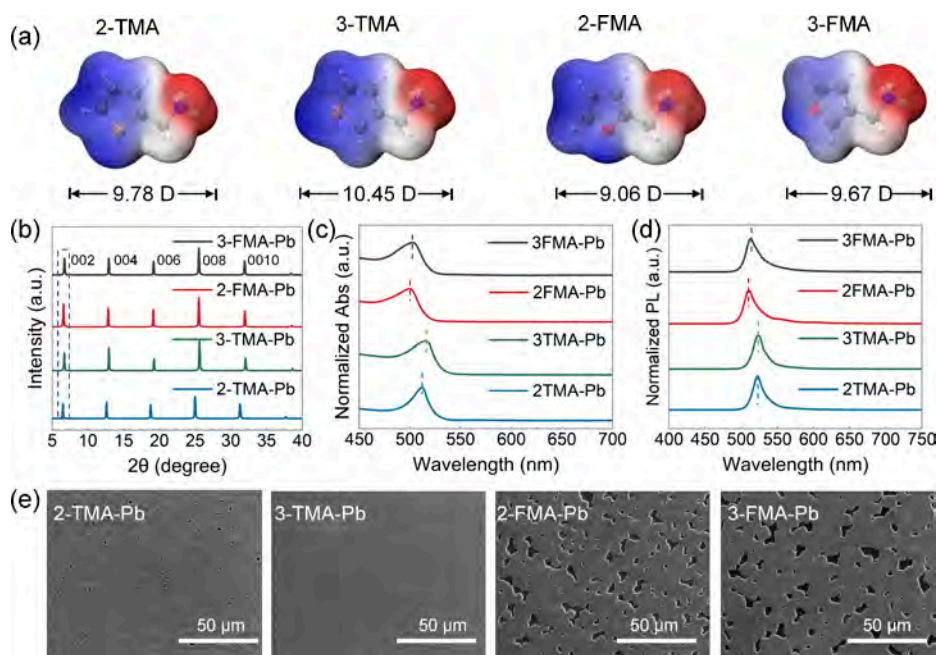 (a)
2-TMA
3-TMA
2-FMA
3-FMA
9.78 D
10.45 D
9.06 D
9.67 D
(b)
Intensity (a.u.)
3-FMA-Pb
002
004
006
008
0010
2-FMA-Pb
3-TMA-Pb
2-TMA-Pb
5 10 15 20 25 30 35 40
2θ (degree)
(c)
Normalized Abs (a.u.)
3FMA-Pb
2FMA-Pb
3TMA-Pb
2TMA-Pb
450 500 550 600 650 700
Wavelength (nm)
(d)
Normalized PL (a.u.)
3FMA-Pb
2FMA-Pb
3TMA-Pb
2TMA-Pb
400 450 500 550 600 650 700 750
Wavelength (nm)
(e)
2-TMA-Pb
50 μm
3-TMA-Pb
50 μm
2-FMA-Pb
50 μm
3-FMA-Pb
50 μm